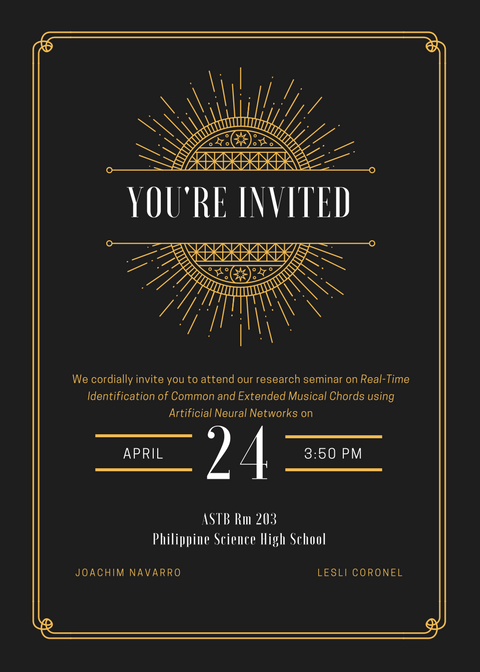 YOU'RE INVITED
We cordially invite you to attend our research seminar on Real-Time
Identification of Common and Extended Musical Chords using
Artificial Neural Networks on
APRIL 24 3:50 PM
ASTB Rm 203
Philippine Science High School
JOACHIM NAVARRO LESLI CORONEL